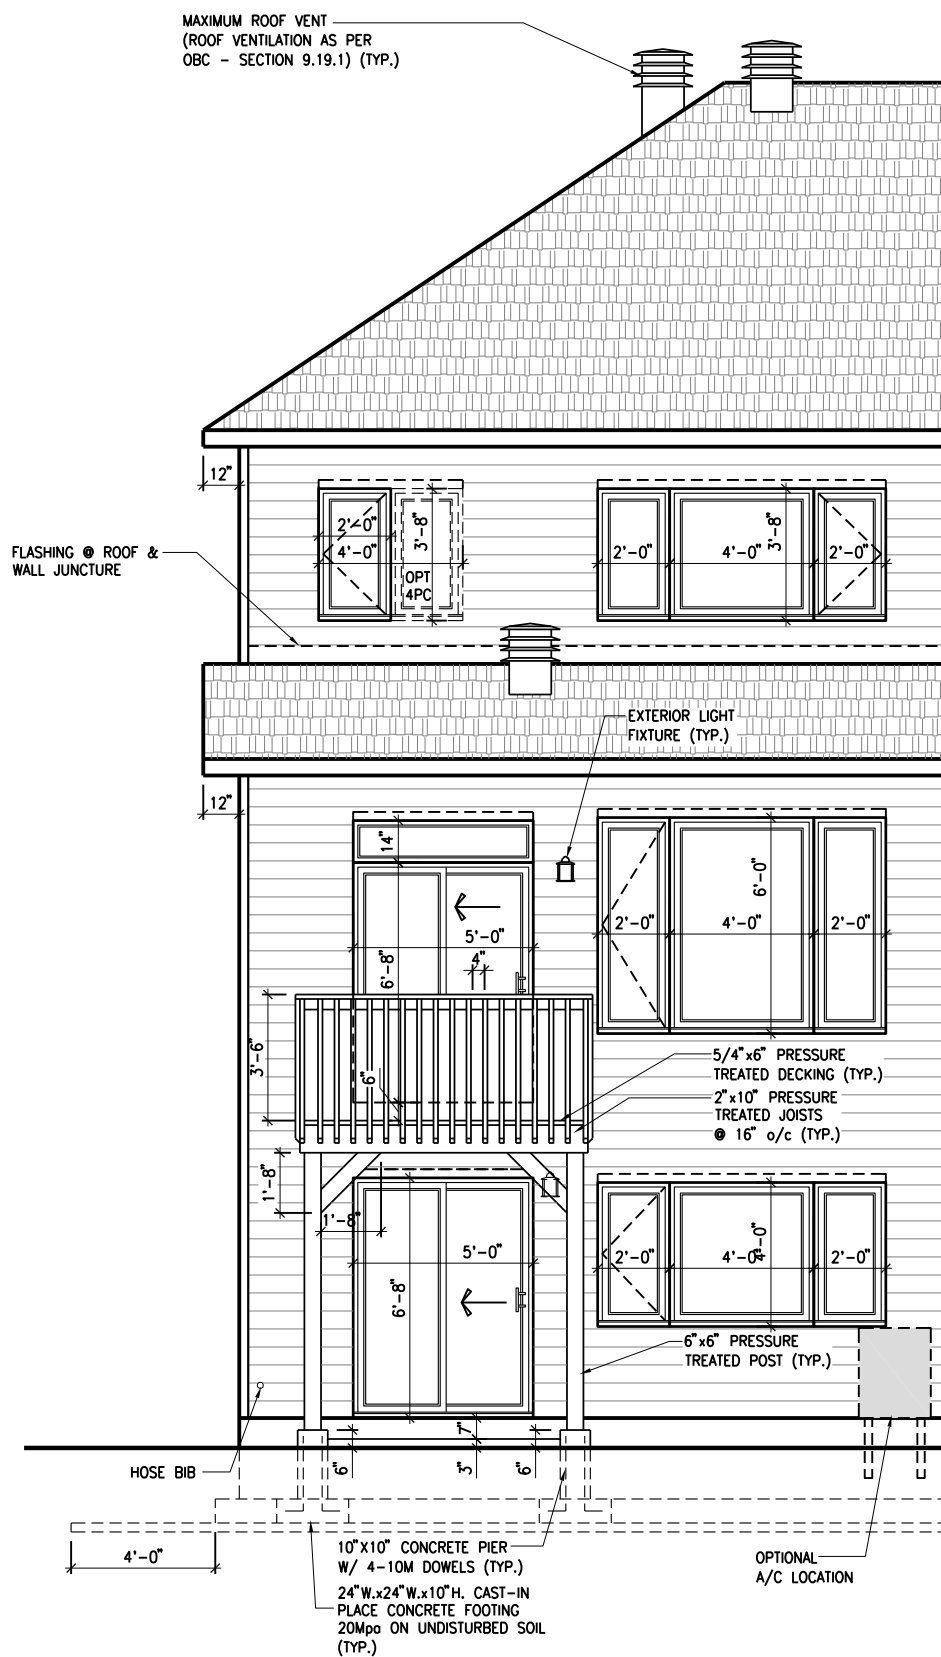 MAXIMUM ROOF VENT
(ROOF VENTILATION AS PER
OBC - SECTION 9.19.1) (TYP.)
12"
FLASHING @ ROOF &
WALL JUNCTURE
2'-0"
4'-0"
3'-8"
OPT
4PC
2'-0"
4'-0"
3'-8"
2'-0"
EXTERIOR LIGHT
FIXTURE (TYP.)
12"
14"
5'-0"
4"
6'-8"
2'-0"
4'-0"
6'-0"
2'-0"
3'-6"
6"
5/4"x6" PRESSURE
TREATED DECKING (TYP.)
2"x10" PRESSURE
TREATED JOISTS
@ 16" o/c (TYP.)
1'-8"
1'-8"
5'-0"
6'-8"
2'-0"
4'-0"
4'-0"
2'-0"
6"x6" PRESSURE
TREATED POST (TYP.)
7"
HOSE BIB
6"
3"
6"
4'-0"
10"X10" CONCRETE PIER
W/ 4-10M DOWELS (TYP.)
24"W.x24"W.x10"H. CAST-IN
PLACE CONCRETE FOOTING
20Mpa ON UNDISTURBED SOIL
(TYP.)
OPTIONAL
A/C LOCATION